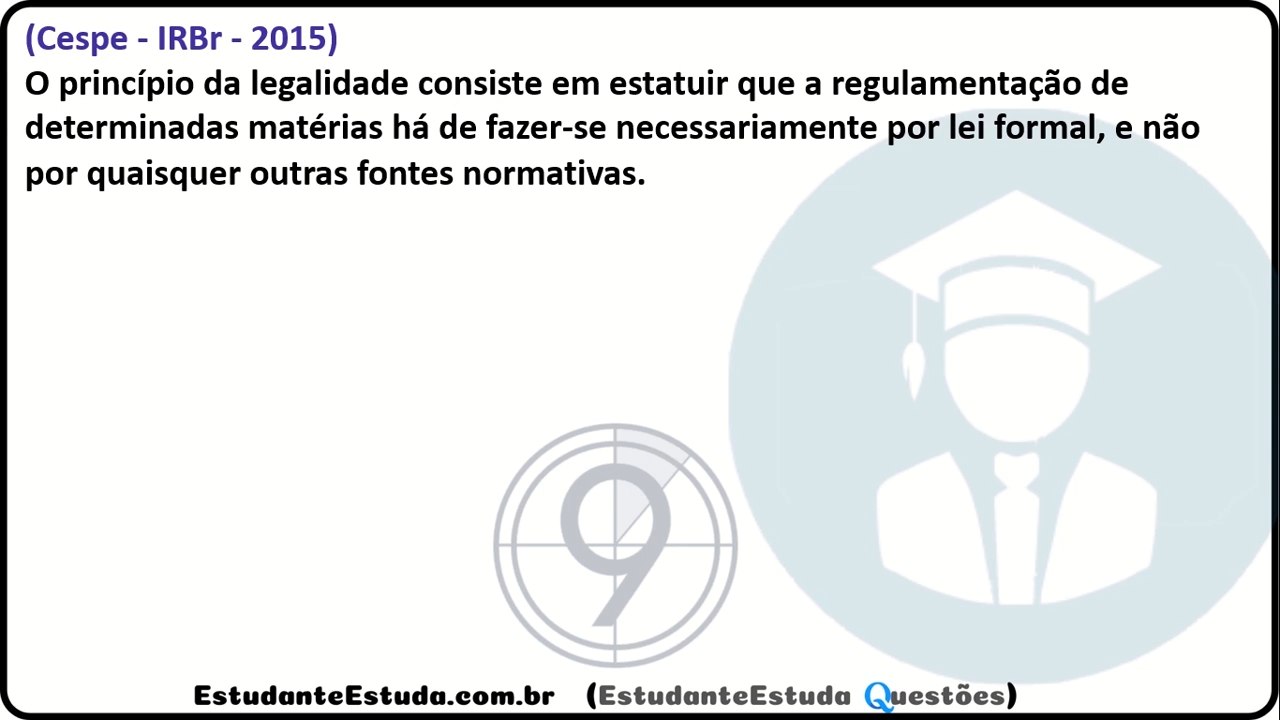 (Cespe - IRBr - 2015)
O princípio da legalidade consiste em estatuir que a regulamentação de
determinadas matérias há de fazer-se necessariamente por lei formal, e não
por quaisquer outras fontes normativas.
9
EstudanteEstuda.com.br (EstudanteEstuda Questões)